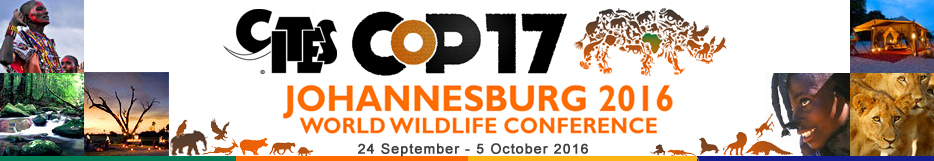 CITES COP17
©
JOHANNESBURG 2016
WORLD WILDLIFE CONFERENCE
24 September - 5 October 2016